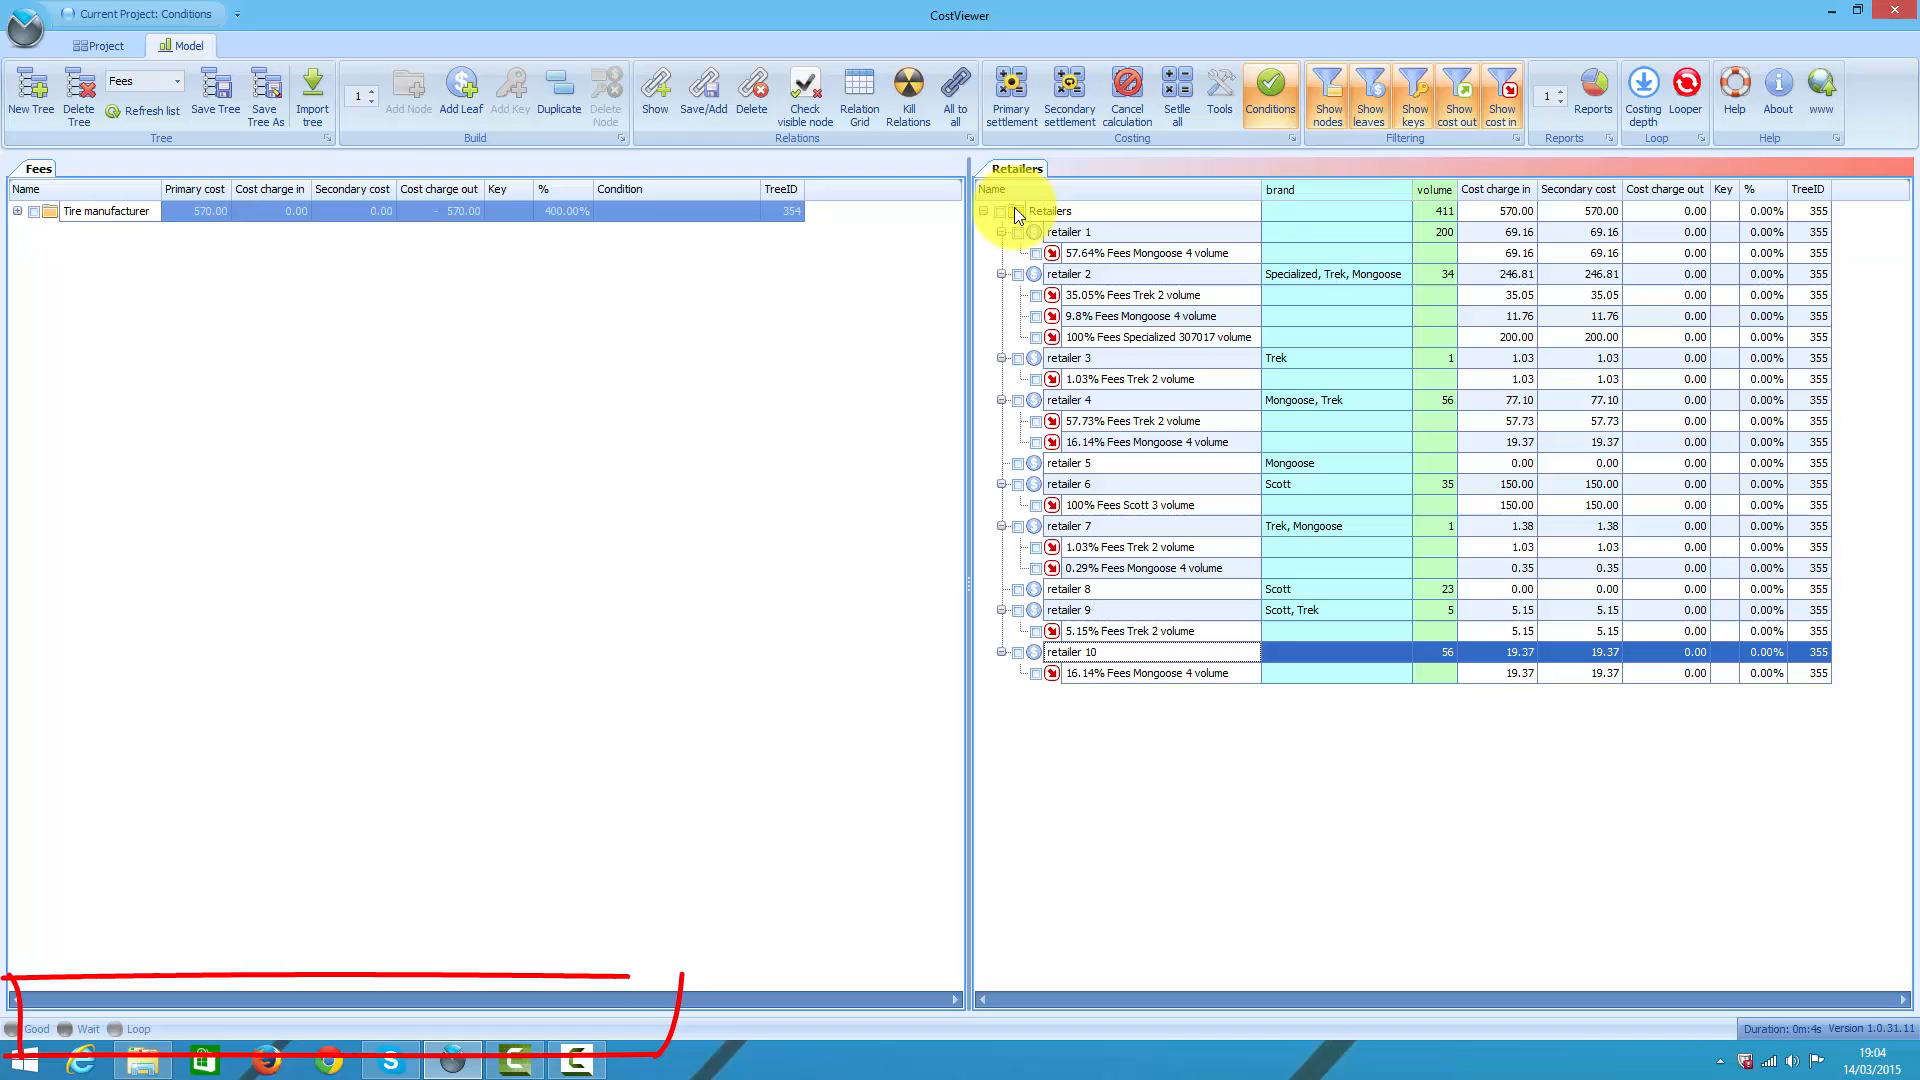 Current Project: Conditions
CostViewer
Project
Model
New Tree
Delete Tree
Fees
Refresh list
Save Tree
Save Tree As
Import tree
Tree
1
Add Node
Add Leaf
Add Key
Duplicate
Delete Node
Build
Show
Save/Add
Delete
Check visible node
Relation Grid
Kill Relations
All to all
Relations
Primary settlement
Secondary settlement
Cancel calculation
Setlle all
Tools
Conditions
Costing
Show nodes
Show leaves
Show keys
Show cost out
Show cost in
Filtering
1
Reports
Reports
Costing depth
Looper
Loop
Help
About
www
Help
Fees
Name Primary cost Cost charge in Secondary cost Cost charge out Key % Condition TreeID
Tire manufacturer 570.00 0.00 0.00 - 570.00 400.00% 354
Retailers
Name brand volume Cost charge in Secondary cost Cost charge out Key % TreeID
Retailers 411 570.00 570.00 0.00 0.00% 355
retailer 1 200 69.16 69.16 0.00 0.00% 355
57.64% Fees Mongoose 4 volume 69.16 69.16 0.00 0.00% 355
retailer 2 Specialized, Trek, Mongoose 34 246.81 246.81 0.00 0.00% 355
35.05% Fees Trek 2 volume 35.05 35.05 0.00 0.00% 355
9.8% Fees Mongoose 4 volume 11.76 11.76 0.00 0.00% 355
100% Fees Specialized 307017 volume 200.00 200.00 0.00 0.00% 355
retailer 3 Trek 1 1.03 1.03 0.00 0.00% 355
1.03% Fees Trek 2 volume 1.03 1.03 0.00 0.00% 355
retailer 4 Mongoose, Trek 56 77.10 77.10 0.00 0.00% 355
57.73% Fees Trek 2 volume 57.73 57.73 0.00 0.00% 355
16.14% Fees Mongoose 4 volume 19.37 19.37 0.00 0.00% 355
retailer 5 Mongoose 0.00 0.00 0.00 0.00% 355
retailer 6 Scott 35 150.00 150.00 0.00 0.00% 355
100% Fees Scott 3 volume 150.00 150.00 0.00 0.00% 355
retailer 7 Trek, Mongoose 1 1.38 1.38 0.00 0.00% 355
1.03% Fees Trek 2 volume 1.03 1.03 0.00 0.00% 355
0.29% Fees Mongoose 4 volume 0.35 0.35 0.00 0.00% 355
retailer 8 Scott 23 0.00 0.00 0.00 0.00% 355
retailer 9 Scott, Trek 5 5.15 5.15 0.00 0.00% 355
5.15% Fees Trek 2 volume 5.15 5.15 0.00 0.00% 355
retailer 10 56 19.37 19.37 0.00 0.00% 355
16.14% Fees Mongoose 4 volume 19.37 19.37 0.00 0.00% 355
Good Wait Loop
Duration: 0m:4s Version 1.0.31.11
19:04
14/03/2015